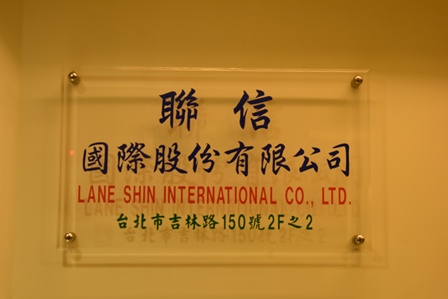 聯信
國際股份有限公司
LANE SHIN INTERNATIONAL CO., LTD.
台北市吉林路150號2F之2